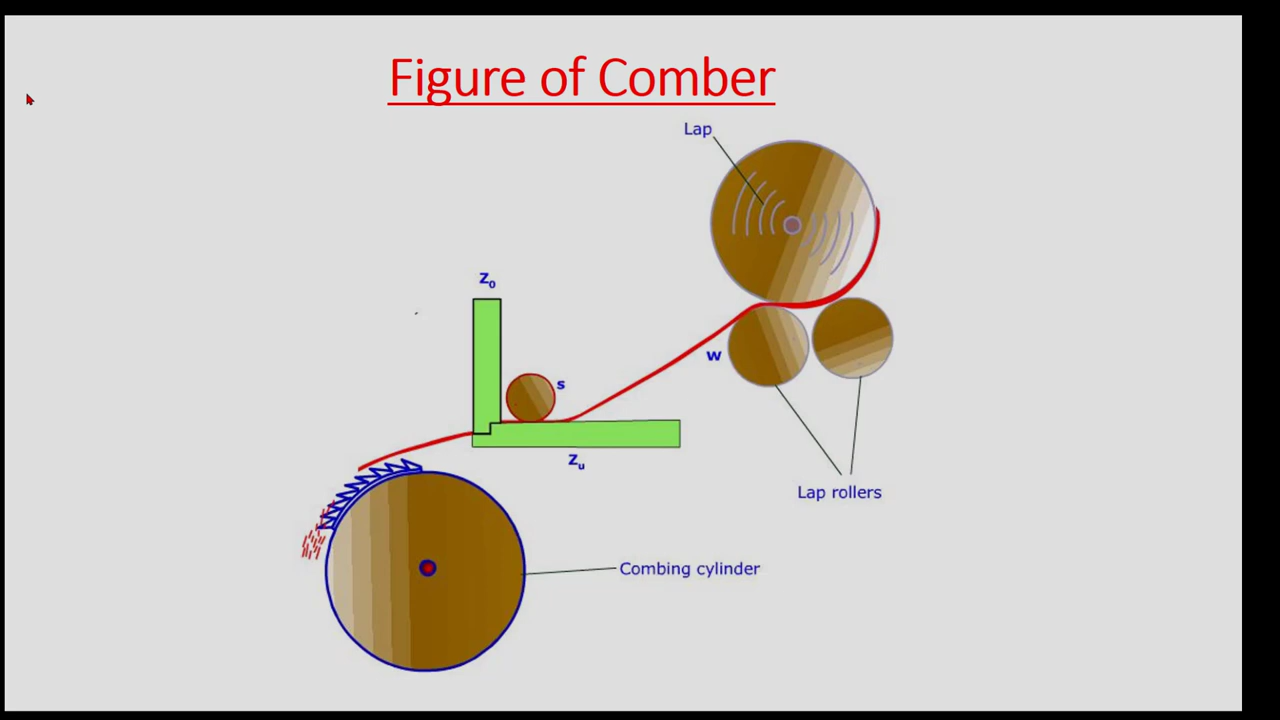 Figure of Comber
Lap
Z₀
s
W
Zᵤ
Lap rollers
Combing cylinder